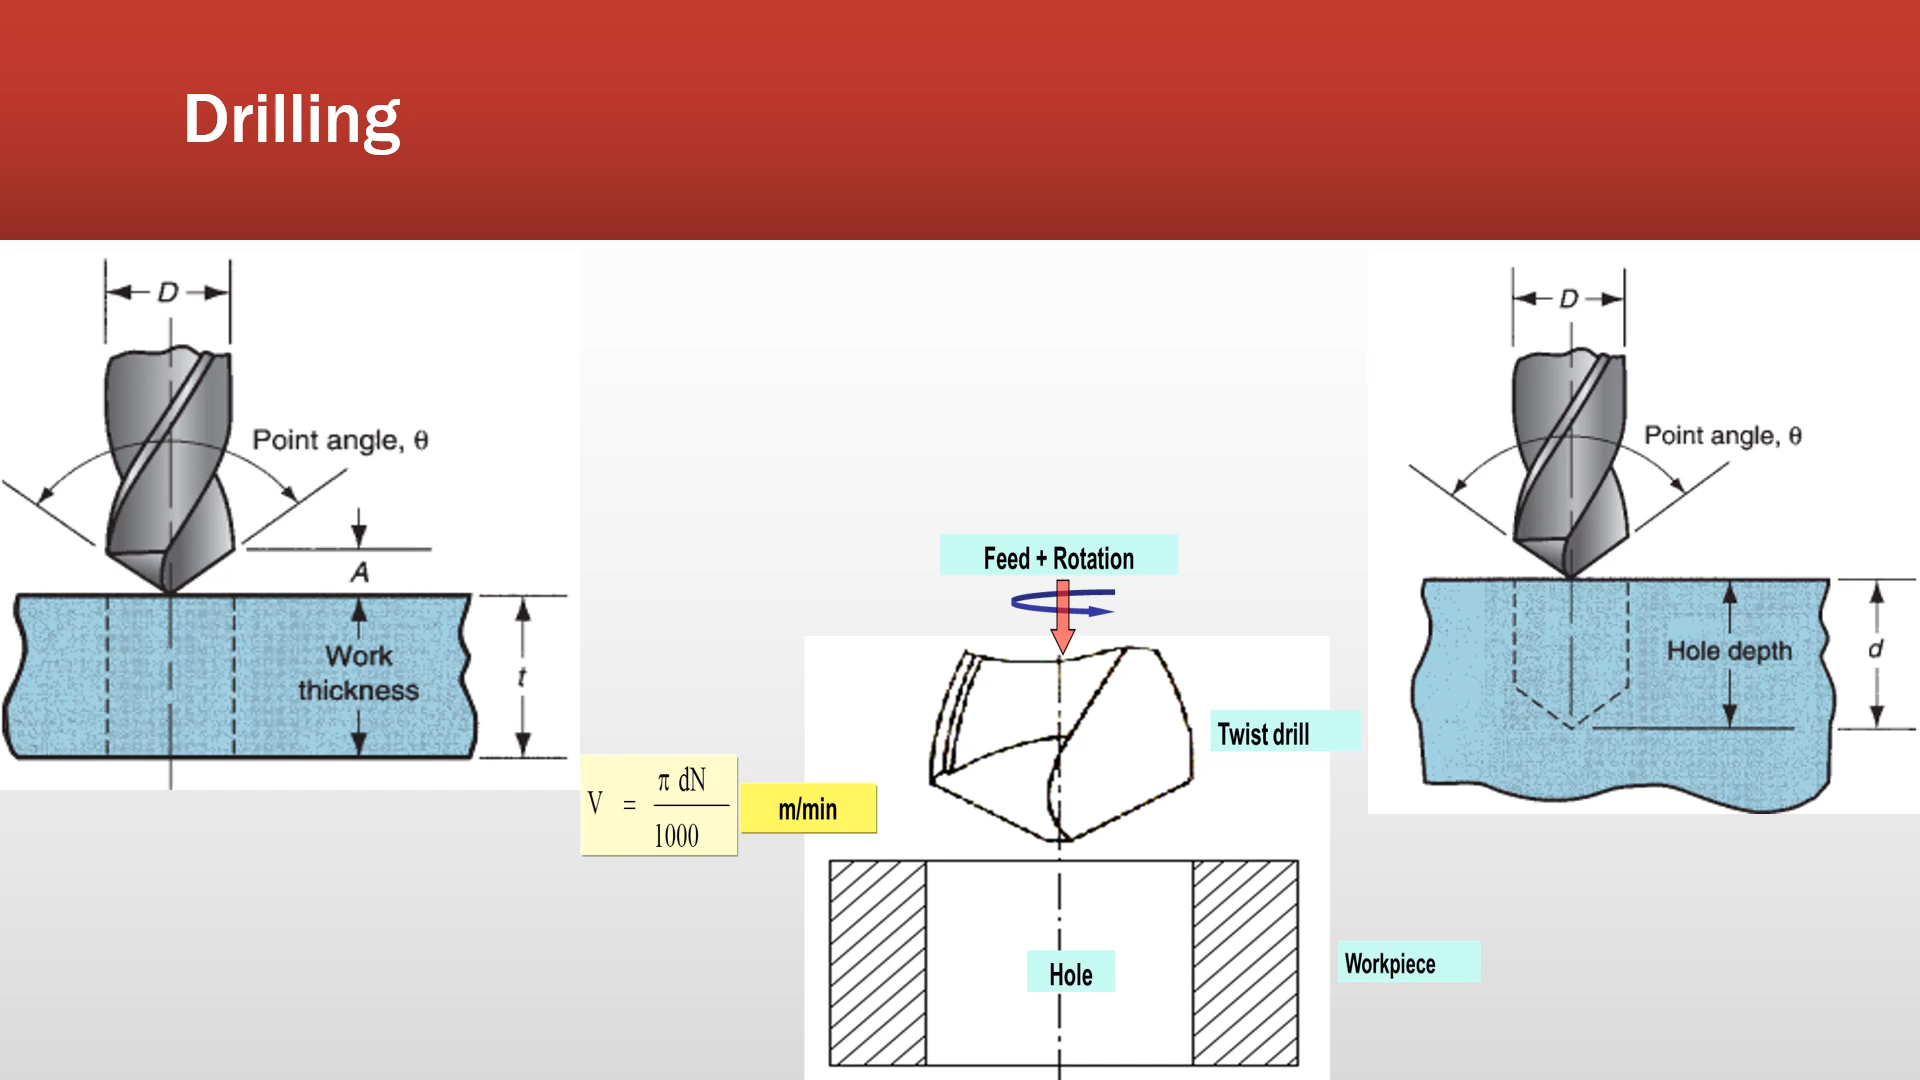 Drilling
D
Point angle, θ
A
Work
thickness
t
V = π dN
1000
m/min
Feed + Rotation
Twist drill
Hole
Workpiece
D
Point angle, θ
Hole depth
d